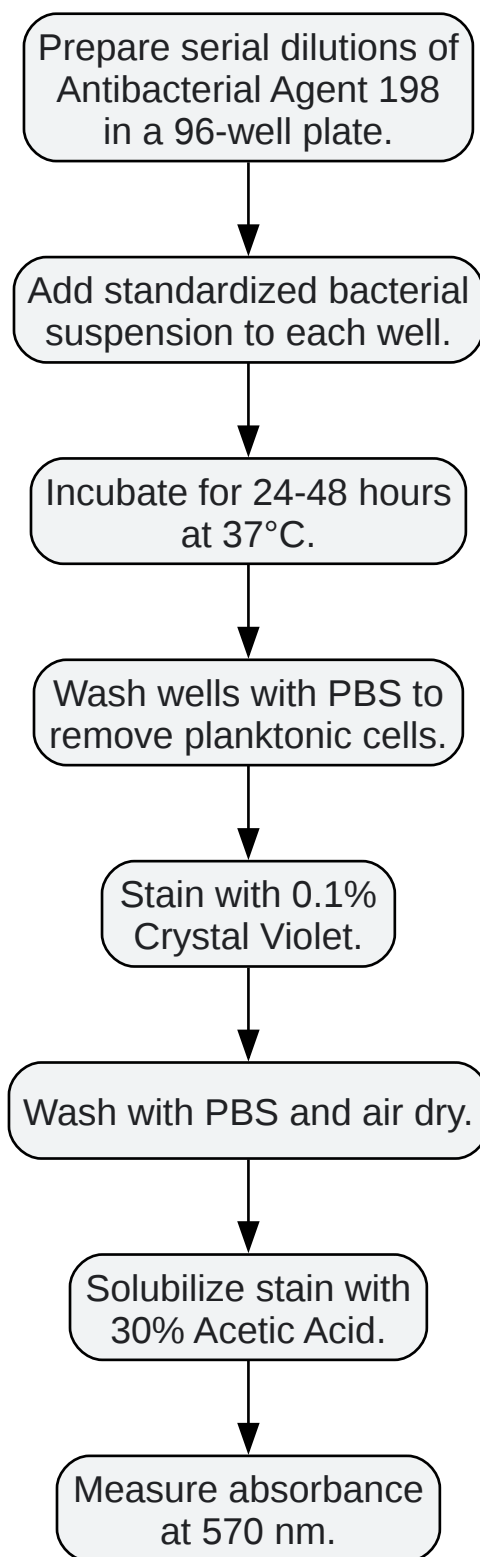 Prepare serial dilutions of
Antibacterial Agent 198
in a 96-well plate.
Add standardized bacterial
suspension to each well.
Incubate for 24-48 hours
at 37°C.
Wash wells with PBS to
remove planktonic cells.
Stain with 0.1%
Crystal Violet.
Wash with PBS and air dry.
Solubilize stain with
30% Acetic Acid.
Measure absorbance
at 570 nm.